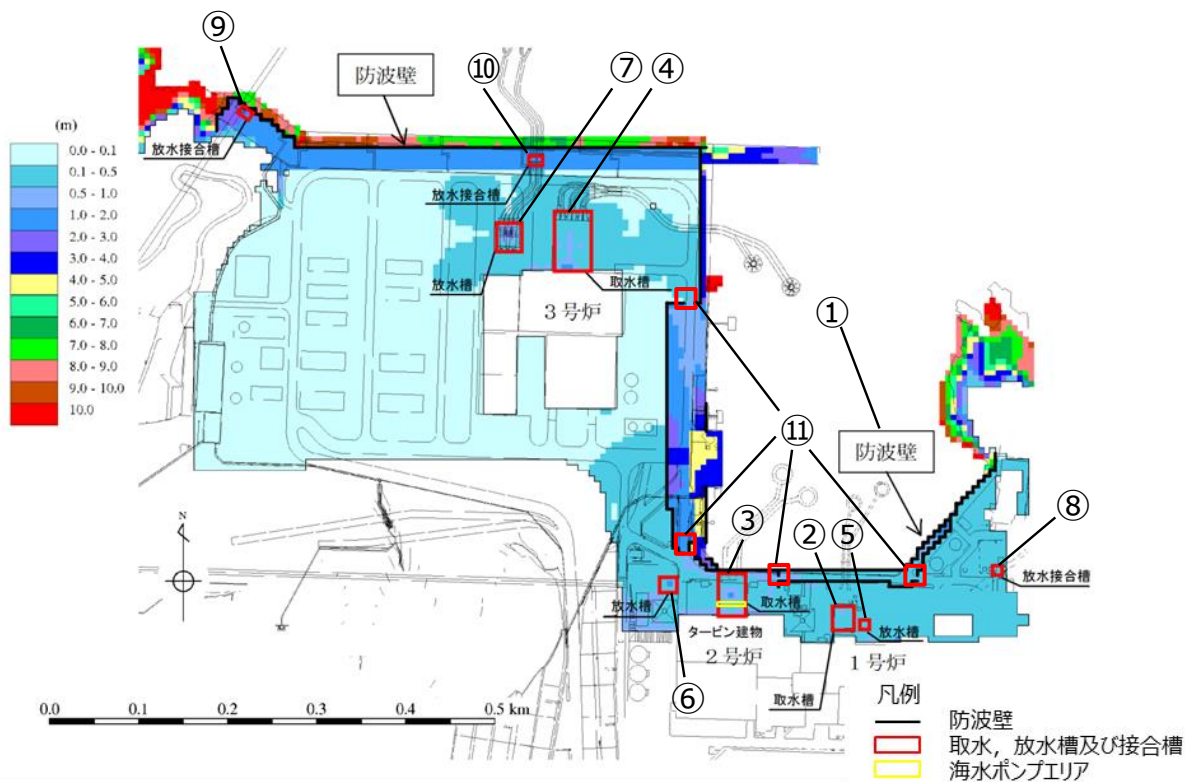 ⑨
⑩
⑦
④
防波壁
(m)
0.0 - 0.1
0.1 - 0.5
0.5 - 1.0
1.0 - 2.0
2.0 - 3.0
3.0 - 4.0
4.0 - 5.0
5.0 - 6.0
6.0 - 7.0
7.0 - 8.0
8.0 - 9.0
9.0 - 10.0
10.0
放水接合槽
放水接合槽
放水槽
取水槽
3号炉
①
⑪
防波壁
③
②
⑤
⑧
放水接合槽
N
放水槽
取水槽
放水槽
タービン建物
2号炉
1号炉
⑥
取水槽
0.0 0.1 0.2 0.3 0.4 0.5 km
凡例
防波壁
取水，放水槽及び接合槽
海水ポンプエリア